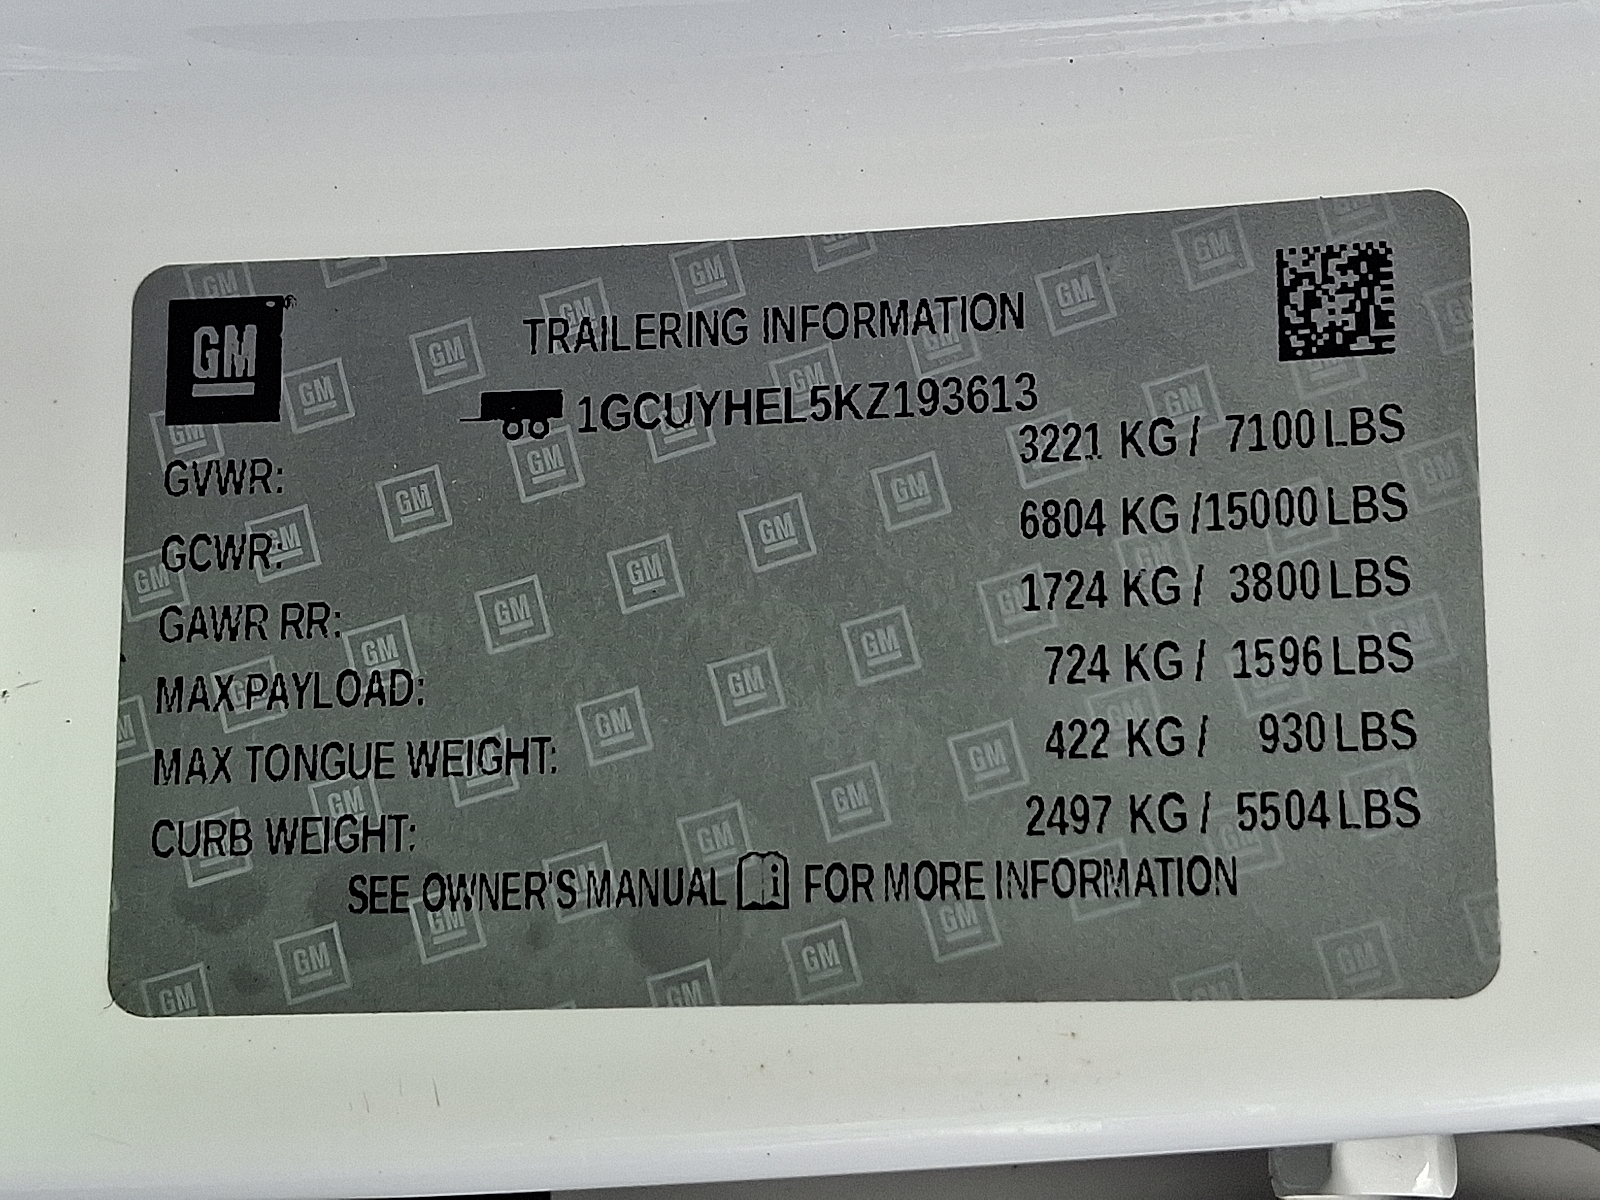 GM
TRAILERING INFORMATION
1GCUYHEL5KZ193613
GVWR: 3221 KG / 7100 LBS
GCWR: 6804 KG /15000 LBS
GAWR RR: 1724 KG / 3800 LBS
MAX PAYLOAD: 724 KG / 1596 LBS
MAX TONGUE WEIGHT: 422 KG / 930 LBS
CURB WEIGHT: 2497 KG / 5504 LBS
SEE OWNER'S MANUAL i FOR MORE INFORMATION